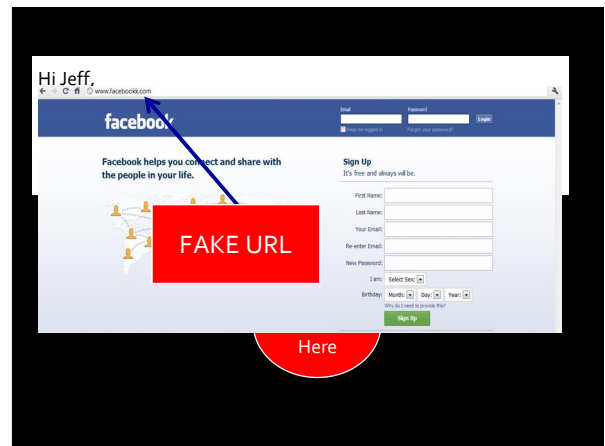 Hi Jeff,
www.facebookk.com
facebook
Email
Password
Login
Keep me logged in
Forgot your password?
Facebook helps you connect and share with
the people in your life.
Sign Up
It's free and always will be.
First Name:
Last Name:
Your Email:
Re-enter Email:
New Password:
I am: Select Sex:
Birthday: Month: Day: Year:
Why do I need to provide this?
Sign Up
FAKE URL
Here